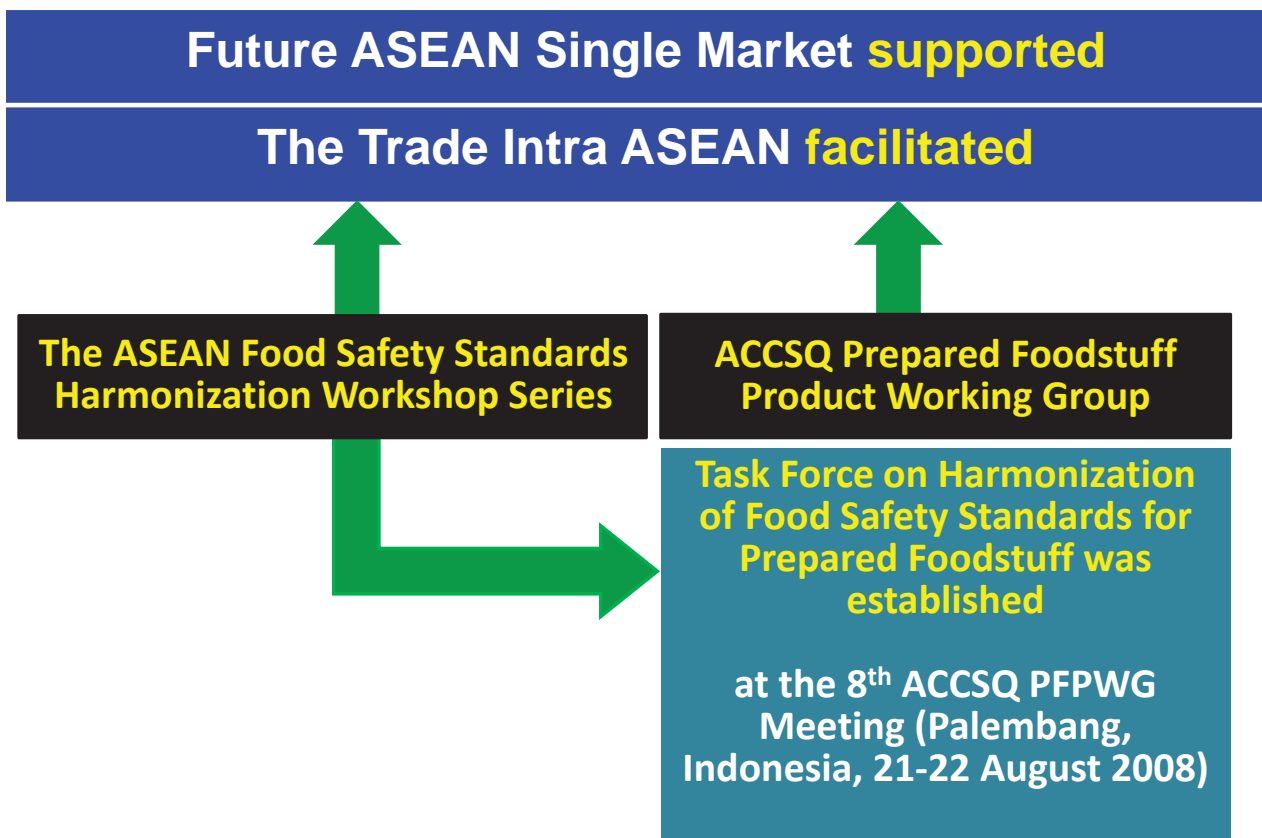 Future ASEAN Single Market supported
The Trade Intra ASEAN facilitated
The ASEAN Food Safety Standards
Harmonization Workshop Series
ACCSQ Prepared Foodstuff
Product Working Group
Task Force on Harmonization
of Food Safety Standards for
Prepared Foodstuff was
established
at the 8th ACCSQ PFPWG
Meeting (Palembang,
Indonesia, 21-22 August 2008)